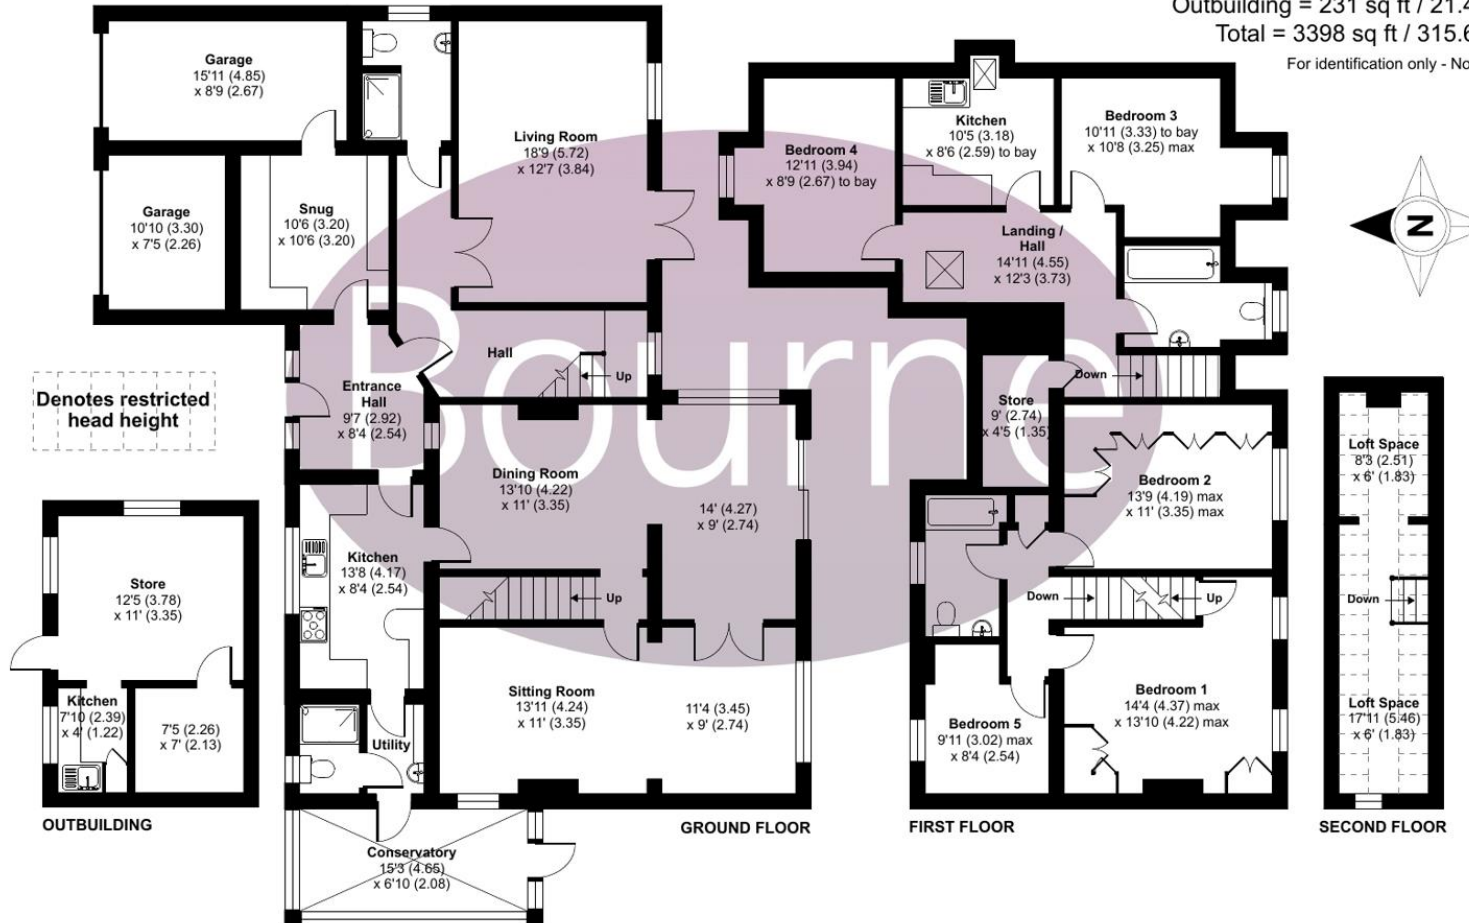 Outbuilding = 231 sq ft / 21.4
Total = 3398 sq ft / 315.6
For identification only - No
Garage
15'11 (4.85)
x 8'9 (2.67)
Living Room
18'9 (5.72)
x 12'7 (3.84)
Garage
10'10 (3.30)
x 7'5 (2.26)
Snug
10'6 (3.20)
x 10'6 (3.20)
Hall
Up
Entrance
Hall
9'7 (2.92)
x 8'4 (2.54)
Denotes restricted
head height
Dining Room
13'10 (4.22)
x 11' (3.35)
14' (4.27)
x 9' (2.74)
Kitchen
13'8 (4.17)
x 8'4 (2.54)
Up
Sitting Room
13'11 (4.24)
x 11' (3.35)
11'4 (3.45)
x 9' (2.74)
Utility
Conservatory
15'3 (4.65)
x 6'10 (2.08)
GROUND FLOOR
Store
12'5 (3.78)
x 11' (3.35)
Kitchen
7'10 (2.39)
x 4' (1.22)
7'5 (2.26)
x 7' (2.13)
OUTBUILDING
Bedroom 4
12'11 (3.94)
x 8'9 (2.67) to bay
Kitchen
10'5 (3.18)
x 8'6 (2.59) to bay
Bedroom 3
10'11 (3.33) to bay
x 10'8 (3.25) max
Landing /
Hall
14'11 (4.55)
x 12'3 (3.73)
Down
Store
9' (2.74)
x 4'5 (1.35)
Bedroom 2
13'9 (4.19) max
x 11' (3.35) max
Down
Up
Bedroom 1
14'4 (4.37) max
x 13'10 (4.22) max
Bedroom 5
9'11 (3.02) max
x 8'4 (2.54)
FIRST FLOOR
Loft Space
8'3 (2.51)
x 6' (1.83)
Down
Loft Space
17'11 (5.46)
x 6' (1.83)
SECOND FLOOR
N
Bourne